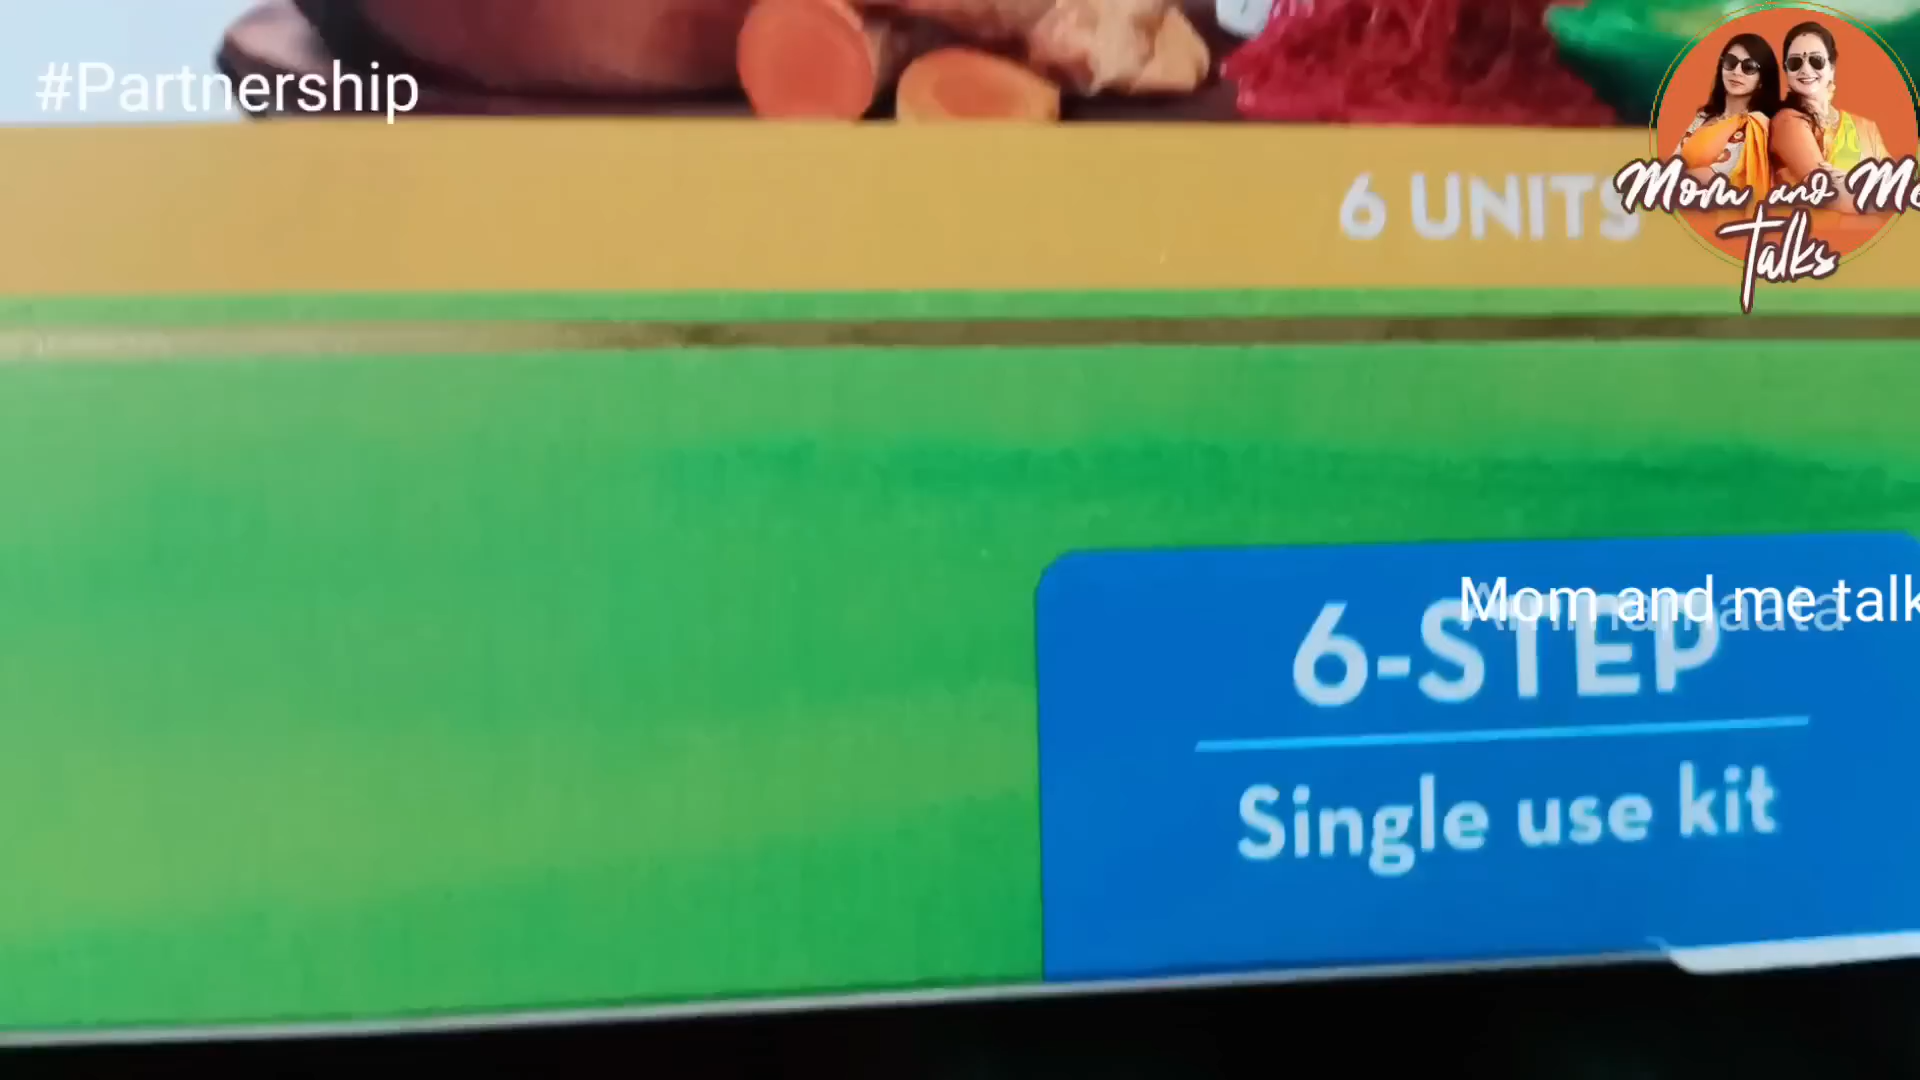 #Partnership
6 UNITS
Mom and Me
Talks
Mom and me talk
6-STEP
Single use kit